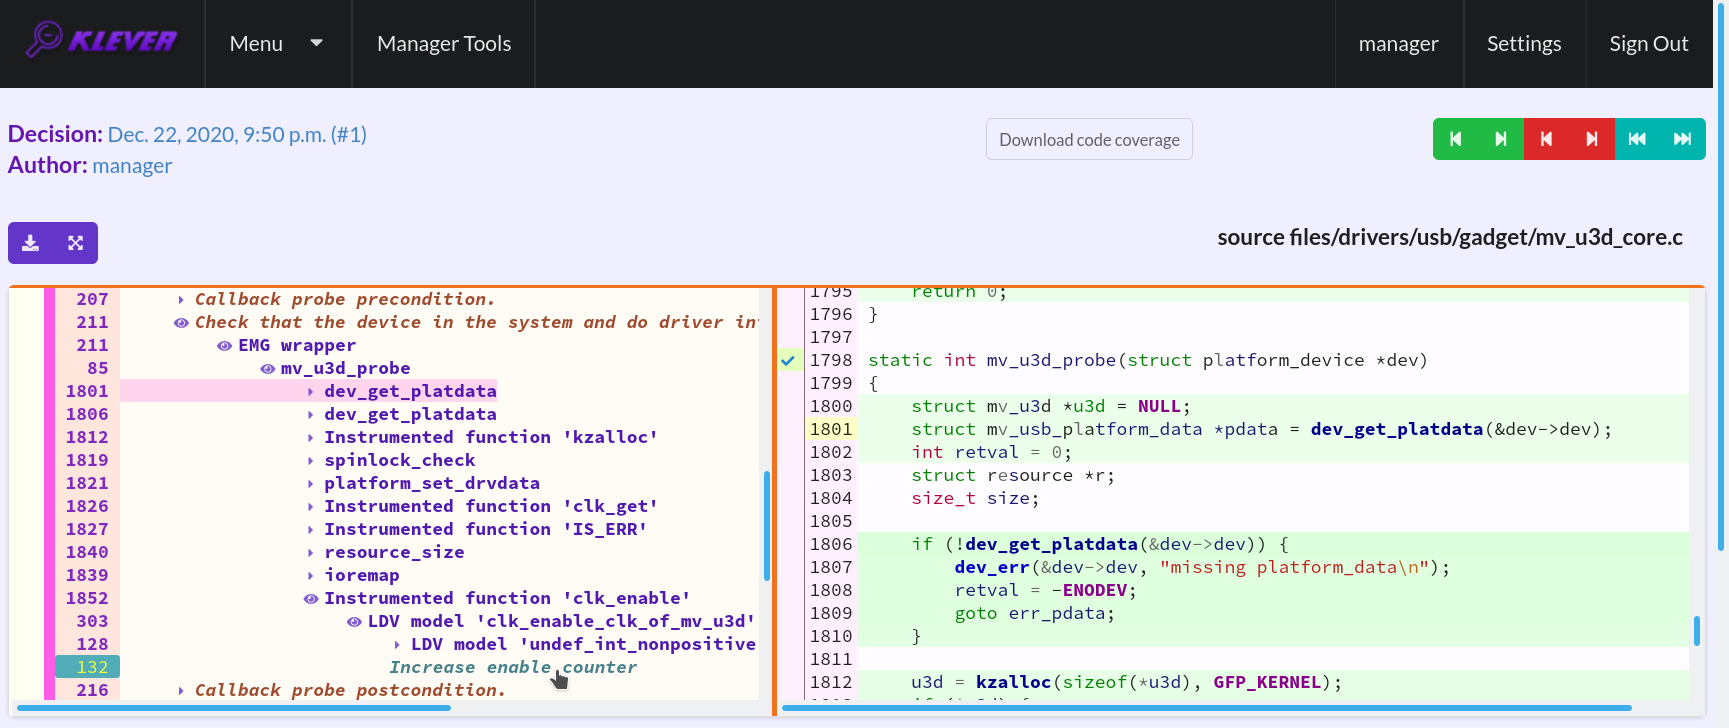 KLEVER Menu Manager Tools manager Settings Sign Out
Decision: Dec. 22, 2020, 9:50 p.m. (#1)
Author: manager
Download code coverage
source files/drivers/usb/gadget/mv_u3d_core.c
207 Callback probe precondition.
211 Check that the device in the system and do driver in
211 EMG wrapper
85 mv_u3d_probe
1801 dev_get_platdata
1806 dev_get_platdata
1812 Instrumented function 'kzalloc'
1819 spinlock_check
1821 platform_set_drvdata
1826 Instrumented function 'clk_get'
1827 Instrumented function 'IS_ERR'
1840 resource_size
1839 ioremap
1852 Instrumented function 'clk_enable'
303 LDV model 'clk_enable_clk_of_mv_u3d'
128 LDV model 'undef_int_nonpositive
132 Increase enable counter
216 Callback probe postcondition.
1795 return 0;
1796 }
1797
1798 static int mv_u3d_probe(struct platform_device *dev)
1799 {
1800 struct mv_u3d *u3d = NULL;
1801 struct mv_usb_platform_data *pdata = dev_get_platdata(&dev->dev);
1802 int retval = 0;
1803 struct resource *r;
1804 size_t size;
1805
1806 if (!dev_get_platdata(&dev->dev)) {
1807 dev_err(&dev->dev, "missing platform_data\n");
1808 retval = -ENODEV;
1809 goto err_pdata;
1810 }
1811
1812 u3d = kzalloc(sizeof(*u3d), GFP_KERNEL);